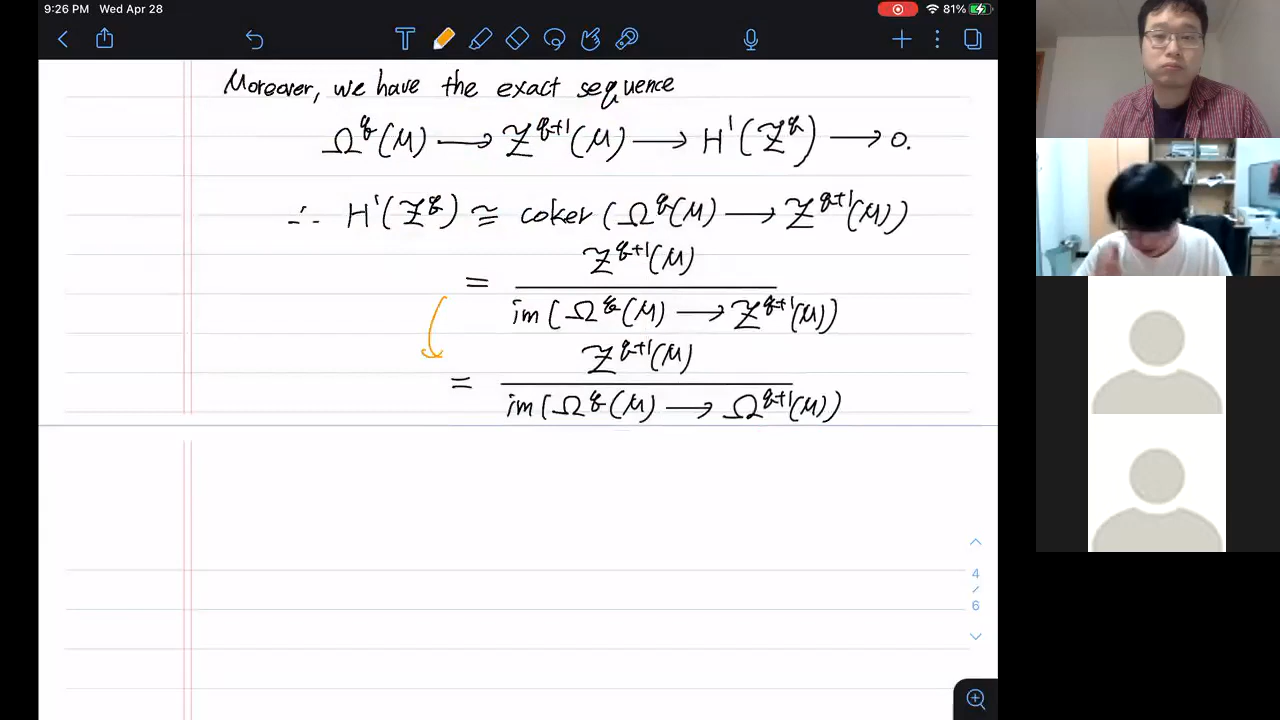 9:26 PM Wed Apr 28
81%
T
Moreover, we have the exact sequence
Ω^q(M) ⟶ Z^{q+1}(M) ⟶ H^1(Z^q) ⟶ 0.
∴ H^1(Z^q) ≅ coker (Ω^q(M) ⟶ Z^{q+1}(M))
Z^{q+1}(M)
=
im (Ω^q(M) ⟶ Z^{q+1}(M))
Z^{q+1}(M)
=
im (Ω^q(M) ⟶ Ω^{q+1}(M))
4
/
6